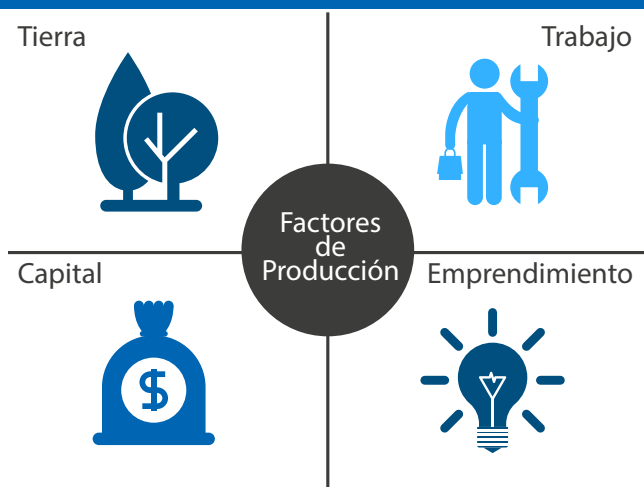 Tierra
Trabajo
Factores
de
Producción
Capital
Emprendimiento
$